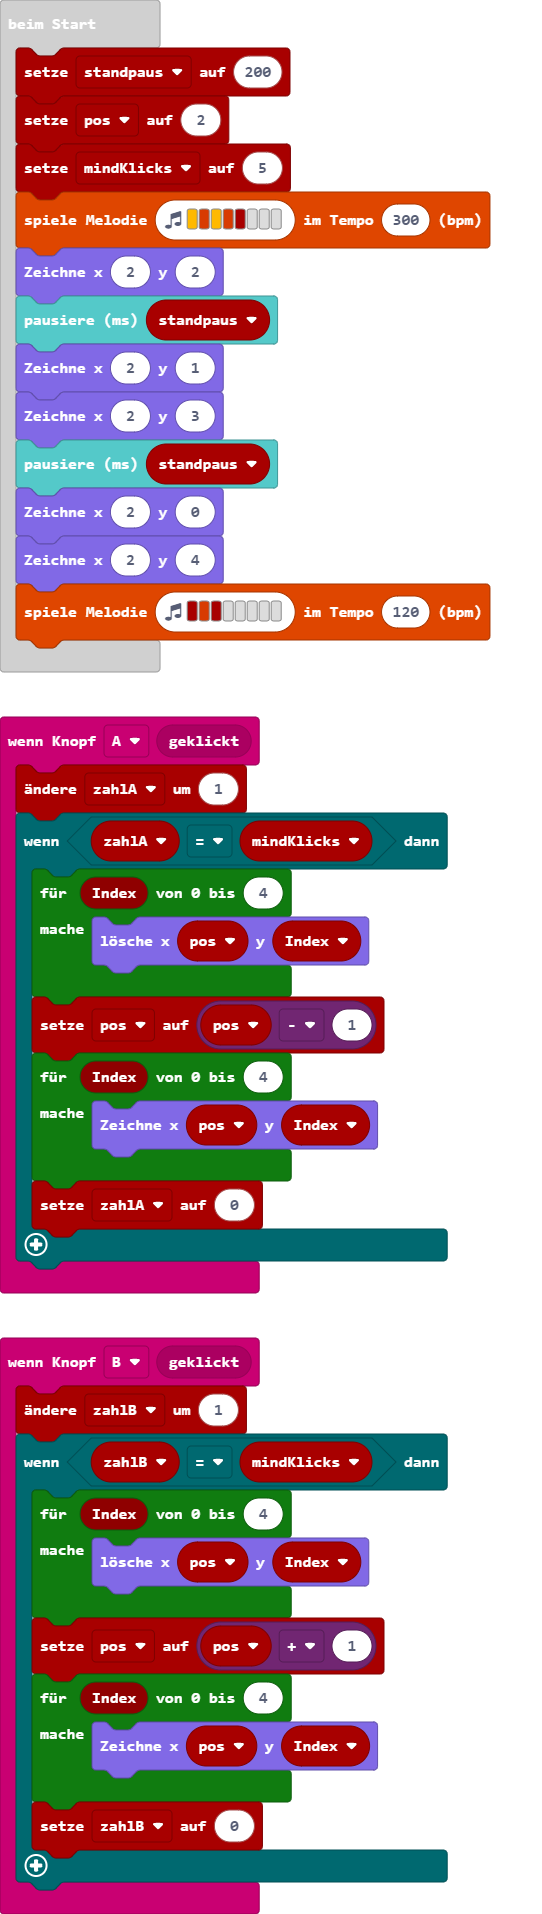 beim Start
setze standpaus auf 200
setze pos auf 2
setze mindKlicks auf 5
spiele Melodie im Tempo 300 (bpm)
Zeichne x 2 y 2
pausiere (ms) standpaus
Zeichne x 2 y 1
Zeichne x 2 y 3
pausiere (ms) standpaus
Zeichne x 2 y 0
Zeichne x 2 y 4
spiele Melodie im Tempo 120 (bpm)
wenn Knopf A geklickt
ändere zahlA um 1
wenn zahlA = mindKlicks dann
für Index von 0 bis 4
mache lösche x pos y Index
setze pos auf pos - 1
für Index von 0 bis 4
mache Zeichne x pos y Index
setze zahlA auf 0
wenn Knopf B geklickt
ändere zahlB um 1
wenn zahlB = mindKlicks dann
für Index von 0 bis 4
mache lösche x pos y Index
setze pos auf pos + 1
für Index von 0 bis 4
mache Zeichne x pos y Index
setze zahlB auf 0